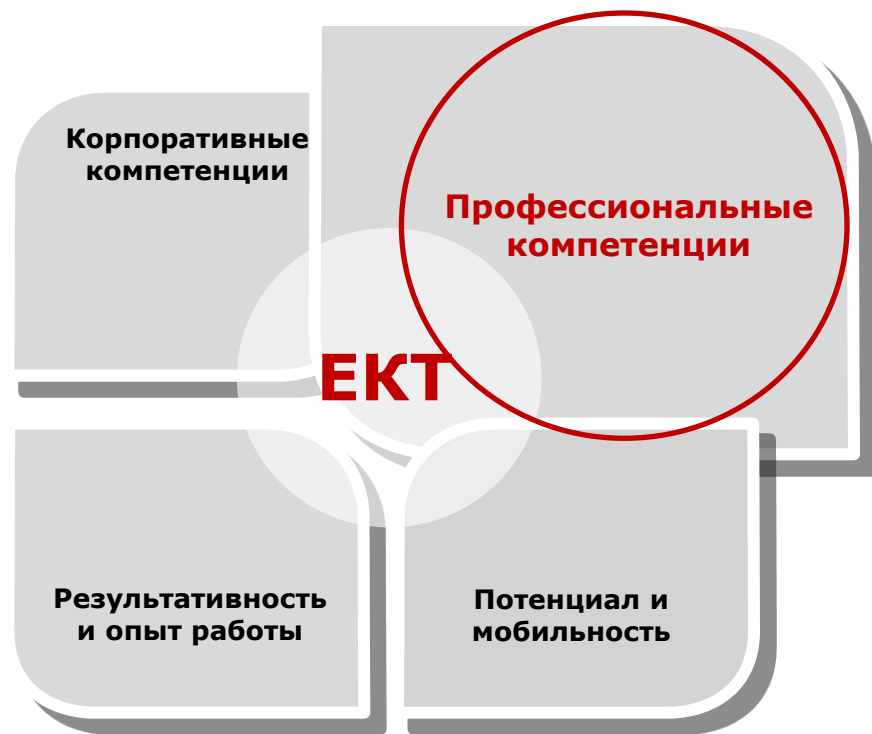 Корпоративные
компетенции
Профессиональные
компетенции
ЕКТ
Результативность
и опыт работы
Потенциал и
мобильность